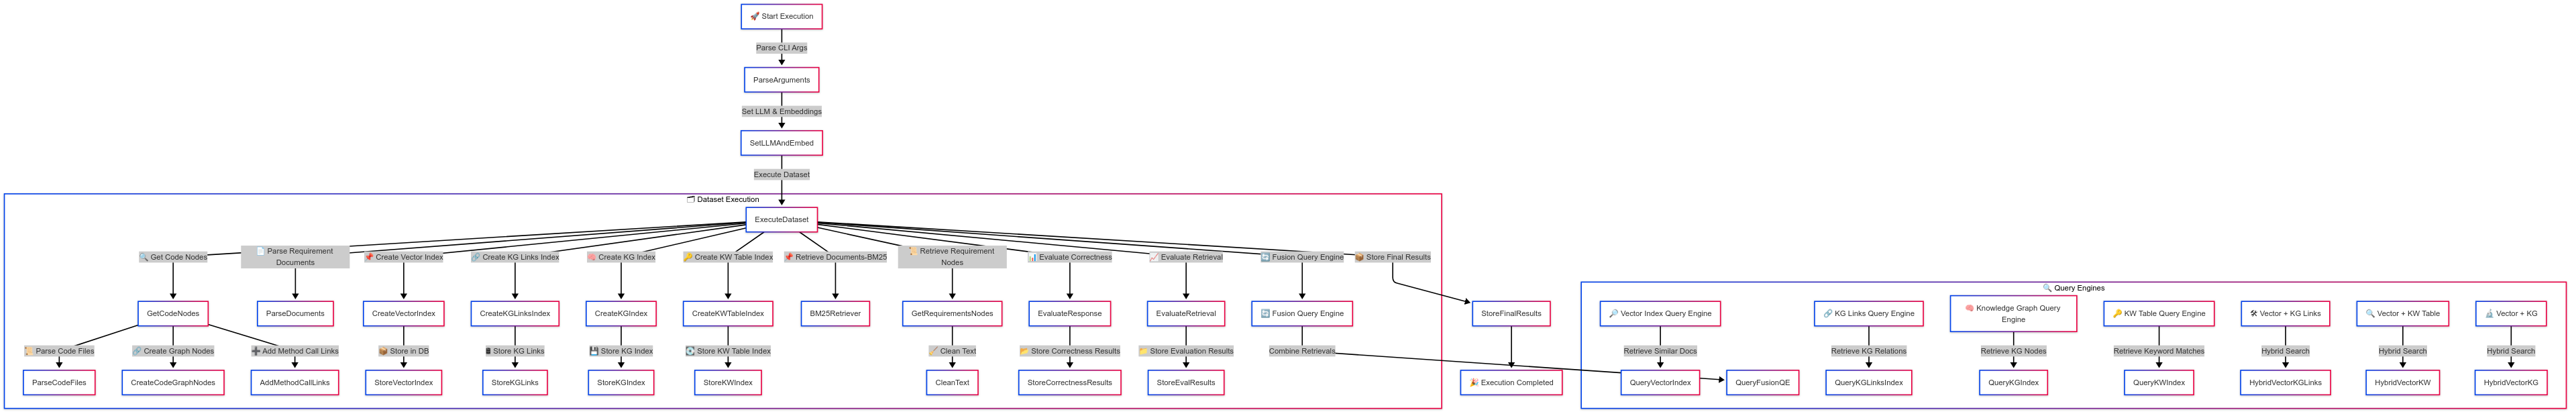 🚀 Start Execution
Parse CLI Args
ParseArguments
Set LLM & Embeddings
SetLLMAndEmbed
Execute Dataset
🗂️ Dataset Execution
ExecuteDataset
🔍 Get Code Nodes
📄 Parse Requirement
Documents
📌 Create Vector Index
🔗 Create KG Links Index
🧠 Create KG Index
🔑 Create KW Table Index
📌 Retrieve Documents-BM25
📜 Retrieve Requirement
Nodes
📊 Evaluate Correctness
📈 Evaluate Retrieval
🔄 Fusion Query Engine
📦 Store Final Results
🔍 Query Engines
GetCodeNodes
ParseDocuments
CreateVectorIndex
CreateKGLinksIndex
CreateKGIndex
CreateKWTableIndex
BM25Retriever
GetRequirementsNodes
EvaluateResponse
EvaluateRetrieval
🔄 Fusion Query Engine
StoreFinalResults
🔎 Vector Index Query Engine
🔗 KG Links Query Engine
🧠 Knowledge Graph Query
Engine
🔑 KW Table Query Engine
🛠 Vector + KG Links
🔍 Vector + KW Table
🔬 Vector + KG
📜 Parse Code Files
🔗 Create Graph Nodes
➕ Add Method Call Links
📦 Store in DB
🛢 Store KG Links
💾 Store KG Index
💽 Store KW Table Index
🧹 Clean Text
📂 Store Correctness Results
📁 Store Evaluation Results
Combine Retrievals
Retrieve Similar Docs
Retrieve KG Relations
Retrieve KG Nodes
Retrieve Keyword Matches
Hybrid Search
Hybrid Search
Hybrid Search
ParseCodeFiles
CreateCodeGraphNodes
AddMethodCallLinks
StoreVectorIndex
StoreKGLinks
StoreKGIndex
StoreKWIndex
CleanText
StoreCorrectnessResults
StoreEvalResults
🎉 Execution Completed
QueryVectorIndex
QueryFusionQE
QueryKGLinksIndex
QueryKGIndex
QueryKWIndex
HybridVectorKGLinks
HybridVectorKW
HybridVectorKG